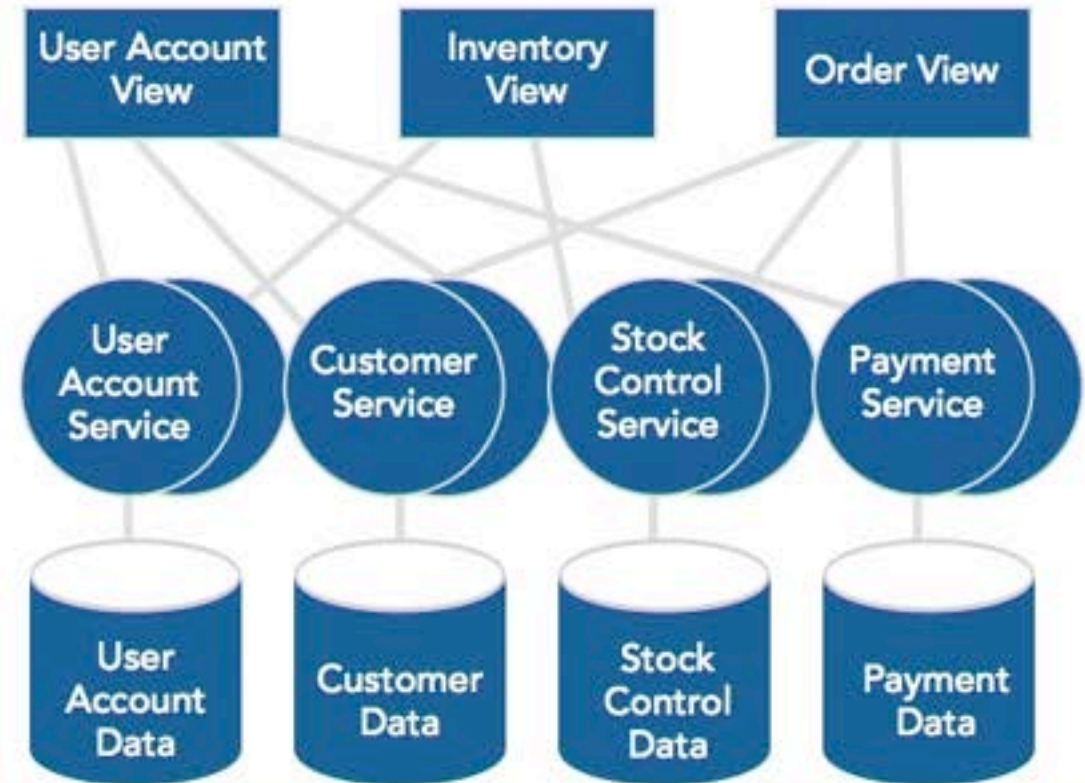 User Account
View
Inventory
View
Order View
User
Account
Service
Customer
Service
Stock
Control
Service
Payment
Service
User
Account
Data
Customer
Data
Stock
Control
Data
Payment
Data